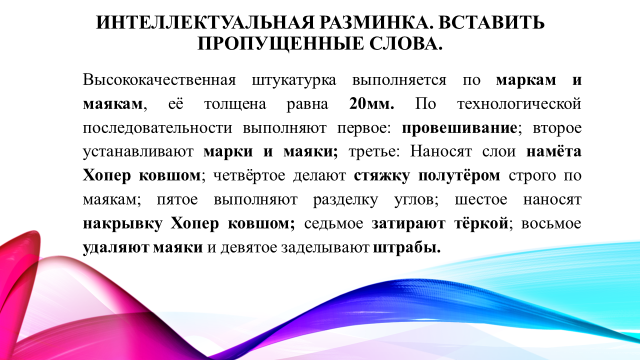 ИНТЕЛЛЕКТУАЛЬНАЯ РАЗМИНКА. ВСТАВИТЬ
ПРОПУЩЕННЫЕ СЛОВА.
Высококачественная штукатурка выполняется по маркам и
маякам, её толщена равна 20мм. По технологической
последовательности выполняют первое: провешивание; второе
устанавливают марки и маяки; третье: Наносят слои намёта
Хопер ковшом; четвёртое делают стяжку полутёром строго по
маякам; пятое выполняют разделку углов; шестое наносят
накрывку Хопер ковшом; седьмое затирают тёркой; восьмое
удаляют маяки и девятое заделывают штрабы.